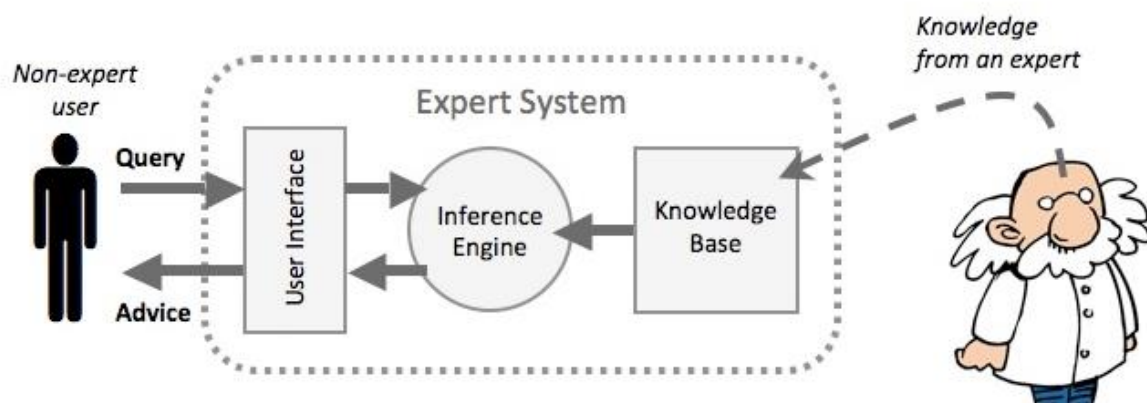 Non-expert
user
Query
Advice
Expert System
User Interface
Inference
Engine
Knowledge
Base
Knowledge
from an expert